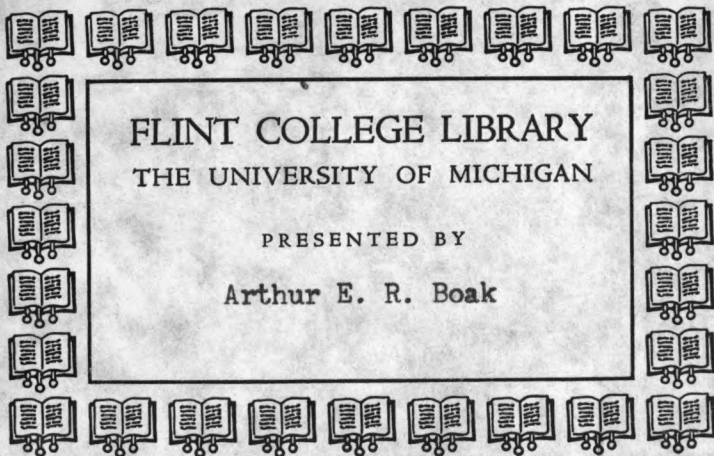 FLINT COLLEGE LIBRARY
THE UNIVERSITY OF MICHIGAN
PRESENTED BY
Arthur E. R. Boak